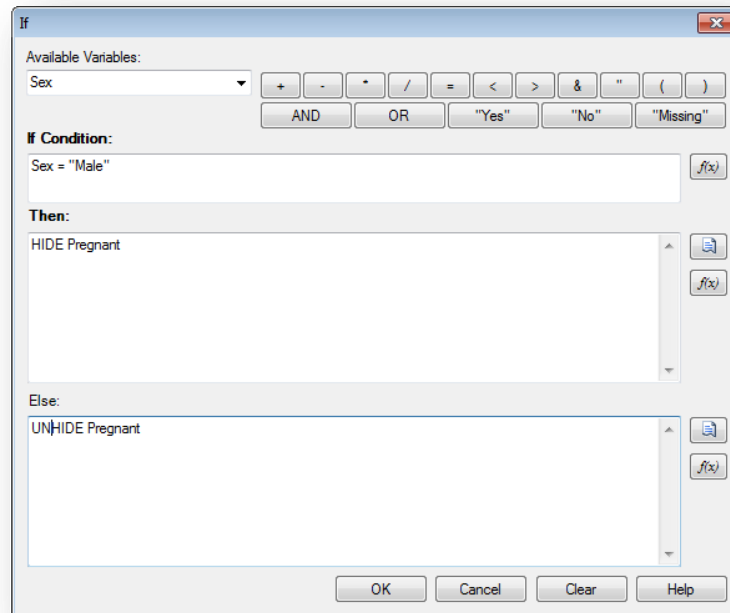 If
Available Variables:
Sex
+ - * / = < > & " ( )
AND OR "Yes" "No" "Missing"
If Condition:
Sex = "Male"
f(x)
Then:
HIDE Pregnant
f(x)
Else:
UNHIDE Pregnant
f(x)
OK Cancel Clear Help